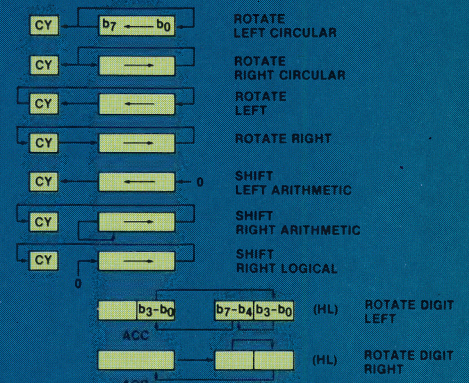 CY b7 b0 ROTATE
LEFT CIRCULAR
CY ROTATE
RIGHT CIRCULAR
CY ROTATE
LEFT
CY ROTATE RIGHT
CY 0 SHIFT
LEFT ARITHMETIC
CY SHIFT
RIGHT ARITHMETIC
CY SHIFT
RIGHT LOGICAL
0
b3-b0 b7-b4 b3-b0 (HL) ROTATE DIGIT
LEFT
ACC
(HL) ROTATE DIGIT
RIGHT
ACC